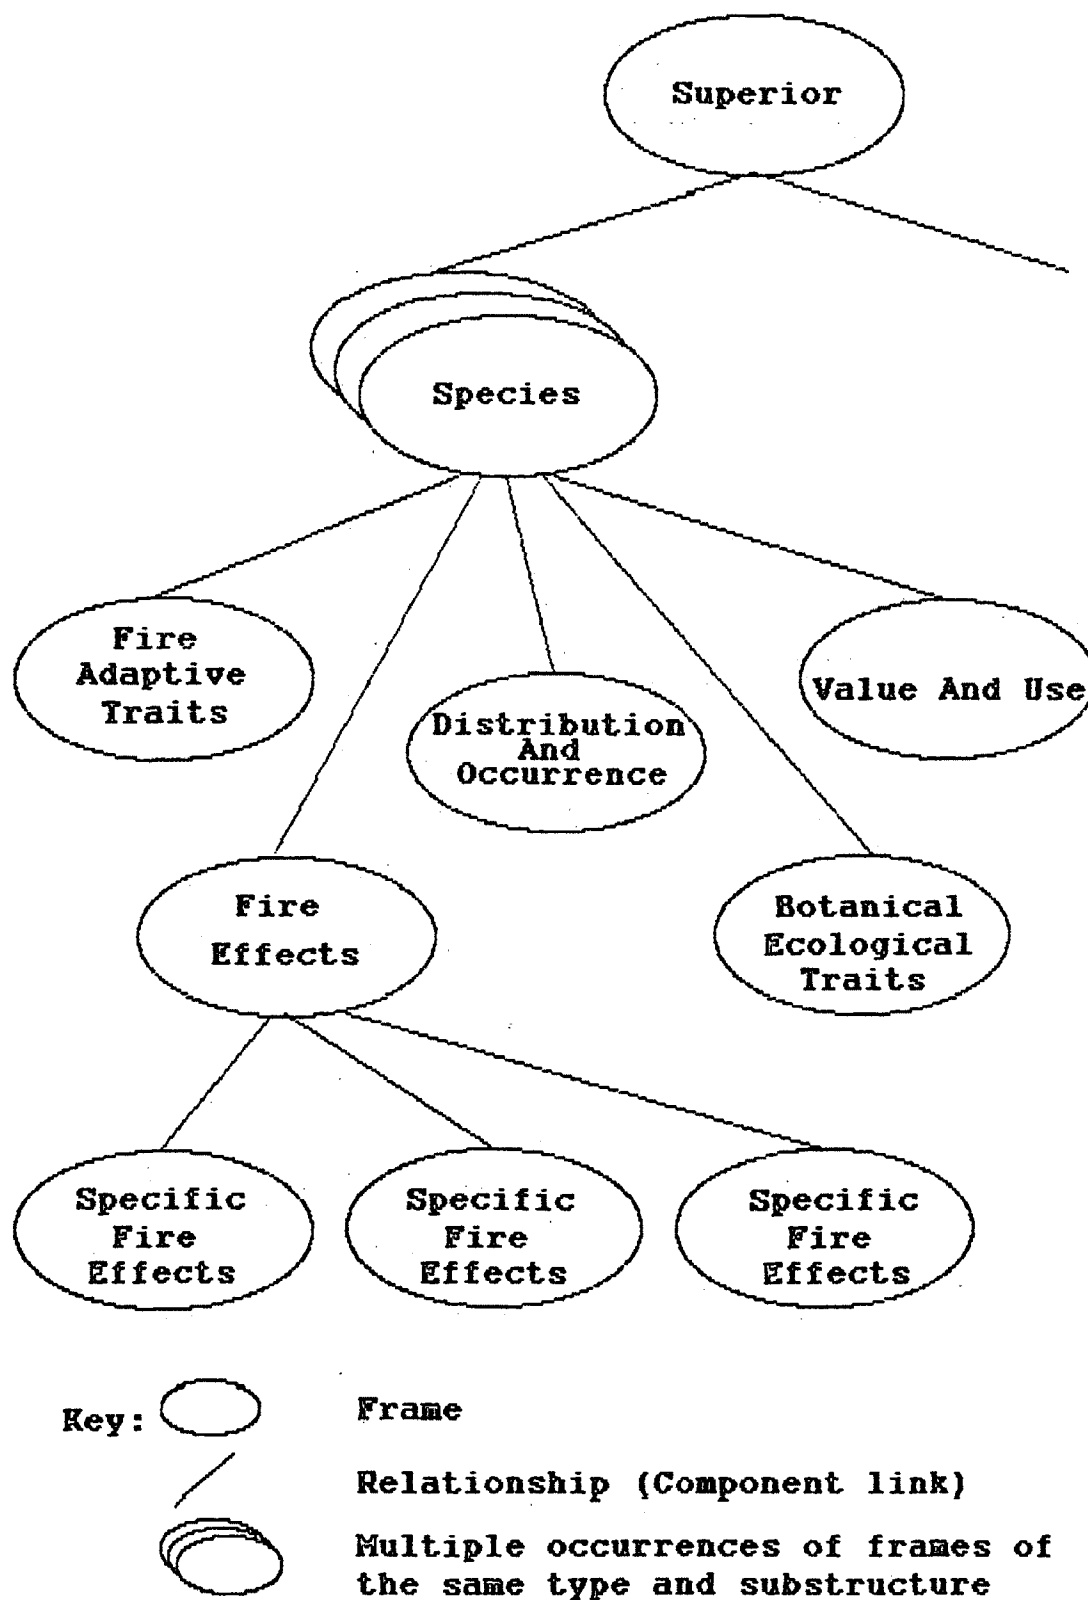 Superior
Species
Fire
Adaptive
Traits
Distribution
And
Occurrence
Value And Use
Fire
Effects
Botanical
Ecological
Traits
Specific
Fire
Effects
Specific
Fire
Effects
Specific
Fire
Effects
Key:
Frame
Relationship (Component link)
Multiple occurrences of frames of
the same type and substructure